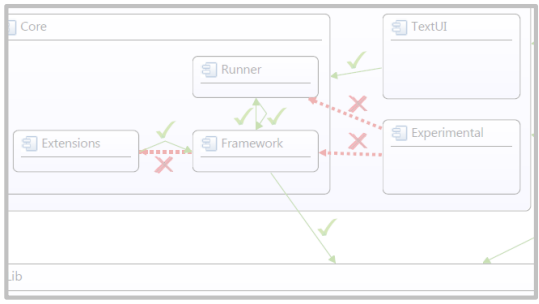 Core
TextUI
Runner
Extensions
Framework
Experimental
Lib